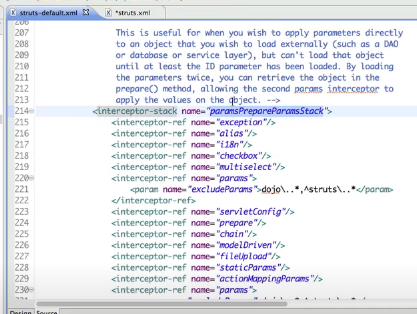 struts-default.xml
*struts.xml
206
207 This is useful for when you wish to apply parameters directly
208 to an object that you wish to load externally (such as a DAO
209 or database or service layer), but can't load that object
210 until at least the ID parameter has been loaded. By loading
211 the parameters twice, you can retrieve the object in the
212 prepare() method, allowing the second params interceptor to
213 apply the values on the object. -->
214 <interceptor-stack name="paramsPrepareParamsStack">
215 <interceptor-ref name="exception"/>
216 <interceptor-ref name="alias"/>
217 <interceptor-ref name="i18n"/>
218 <interceptor-ref name="checkbox"/>
219 <interceptor-ref name="multiselect"/>
220 <interceptor-ref name="params">
221 <param name="excludeParams">dojo\..*,^struts\..*</param>
222 </interceptor-ref>
223 <interceptor-ref name="servletConfig"/>
224 <interceptor-ref name="prepare"/>
225 <interceptor-ref name="chain"/>
226 <interceptor-ref name="modelDriven"/>
227 <interceptor-ref name="fileUpload"/>
228 <interceptor-ref name="staticParams"/>
229 <interceptor-ref name="actionMappingParams"/>
230 <interceptor-ref name="params">
Design Source